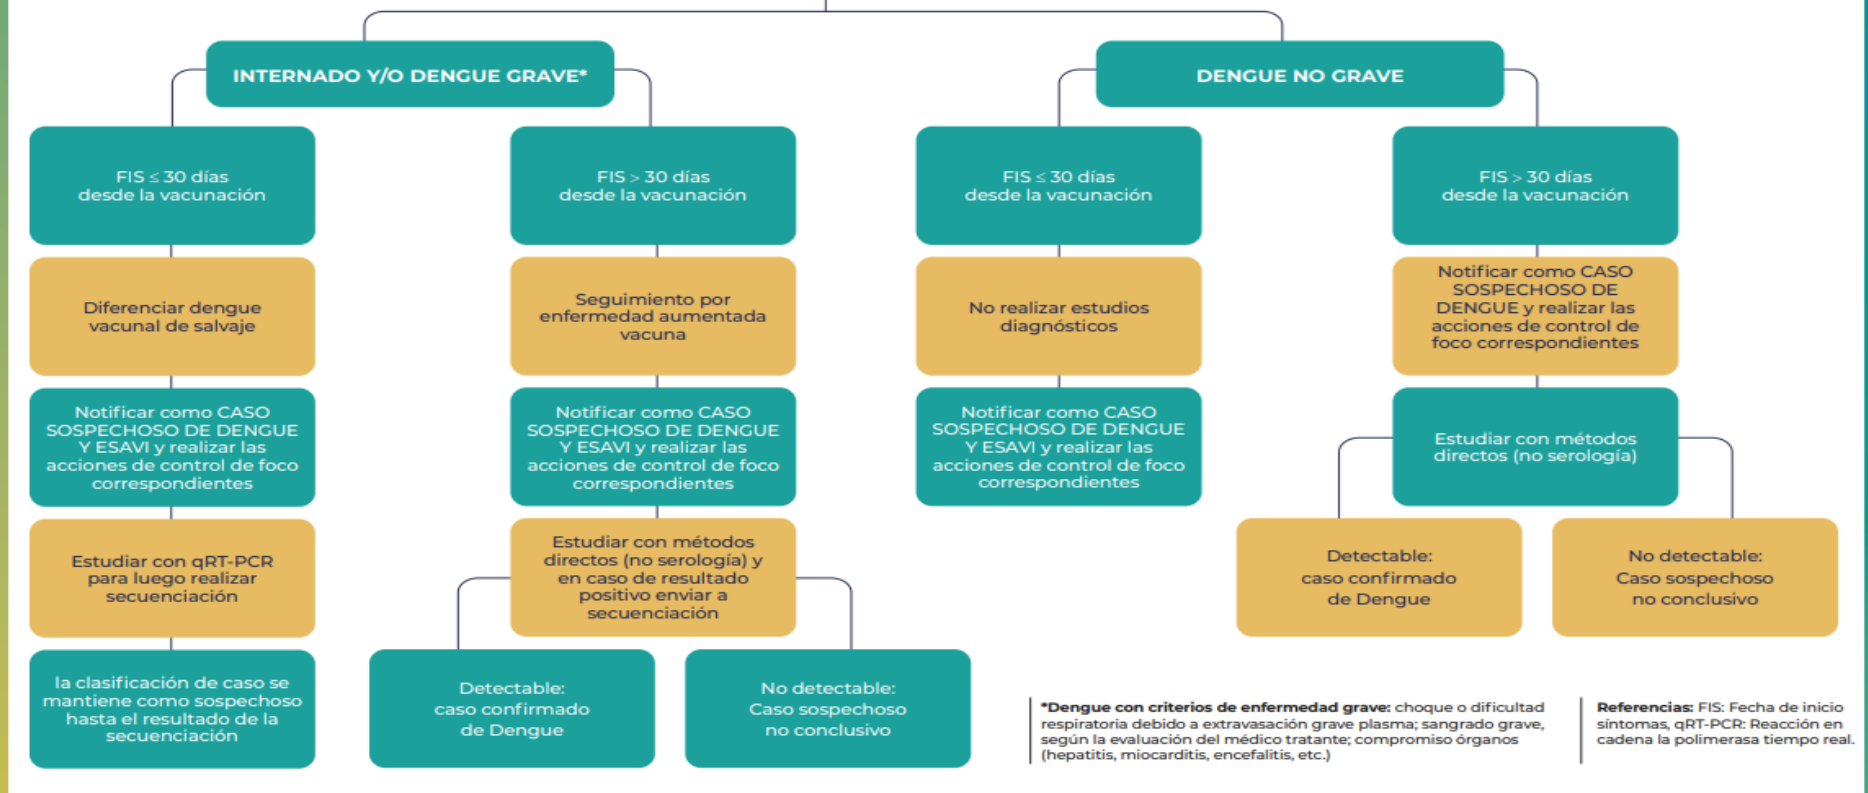 INTERNADO Y/O DENGUE GRAVE*
DENGUE NO GRAVE
FIS ≤ 30 días
desde la vacunación
FIS > 30 días
desde la vacunación
FIS ≤ 30 días
desde la vacunación
FIS > 30 días
desde la vacunación
Diferenciar dengue
vacunal de salvaje
Seguimiento por
enfermedad aumentada
vacuna
No realizar estudios
diagnósticos
Notificar como CASO
SOSPECHOSO DE
DENGUE y realizar las
acciones de control de
foco correspondientes
Notificar como CASO
SOSPECHOSO DE DENGUE
Y ESAVI y realizar las
acciones de control de foco
correspondientes
Notificar como CASO
SOSPECHOSO DE DENGUE
Y ESAVI y realizar las
acciones de control de foco
correspondientes
Notificar como CASO
SOSPECHOSO DE DENGUE
Y ESAVI y realizar las
acciones de control de foco
correspondientes
Estudiar con métodos
directos (no serología)
Estudiar con qRT-PCR
para luego realizar
secuenciación
Estudiar con métodos
directos (no serología) y
en caso de resultado
positivo enviar a
secuenciación
Detectable:
caso confirmado
de Dengue
No detectable:
Caso sospechoso
no conclusivo
la clasificación de caso se
mantiene como sospechoso
hasta el resultado de la
secuenciación
Detectable:
caso confirmado
de Dengue
No detectable:
Caso sospechoso
no conclusivo
*Dengue con criterios de enfermedad grave: choque o dificultad
respiratoria debido a extravasación grave plasma; sangrado grave,
según la evaluación del médico tratante; compromiso órganos
(hepatitis, miocarditis, encefalitis, etc.)
Referencias: FIS: Fecha de inicio
síntomas, qRT-PCR: Reacción en
cadena la polimerasa tiempo real.